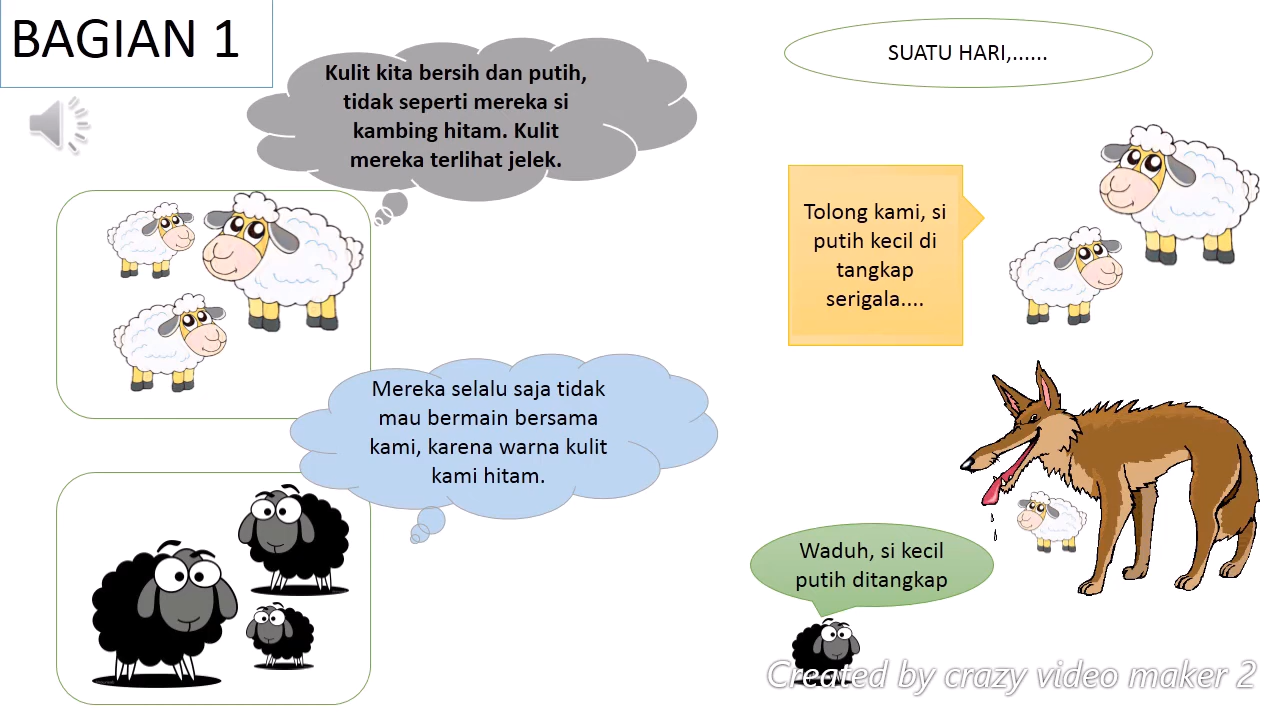 BAGIAN 1
Kulit kita bersih dan putih,
tidak seperti mereka si
kambing hitam. Kulit
mereka terlihat jelek.
Mereka selalu saja tidak
mau bermain bersama
kami, karena warna kulit
kami hitam.
SUATU HARI,......
Tolong kami, si
putih kecil di
tangkap
serigala....
Waduh, si kecil
putih ditangkap
Created by crazy video maker 2